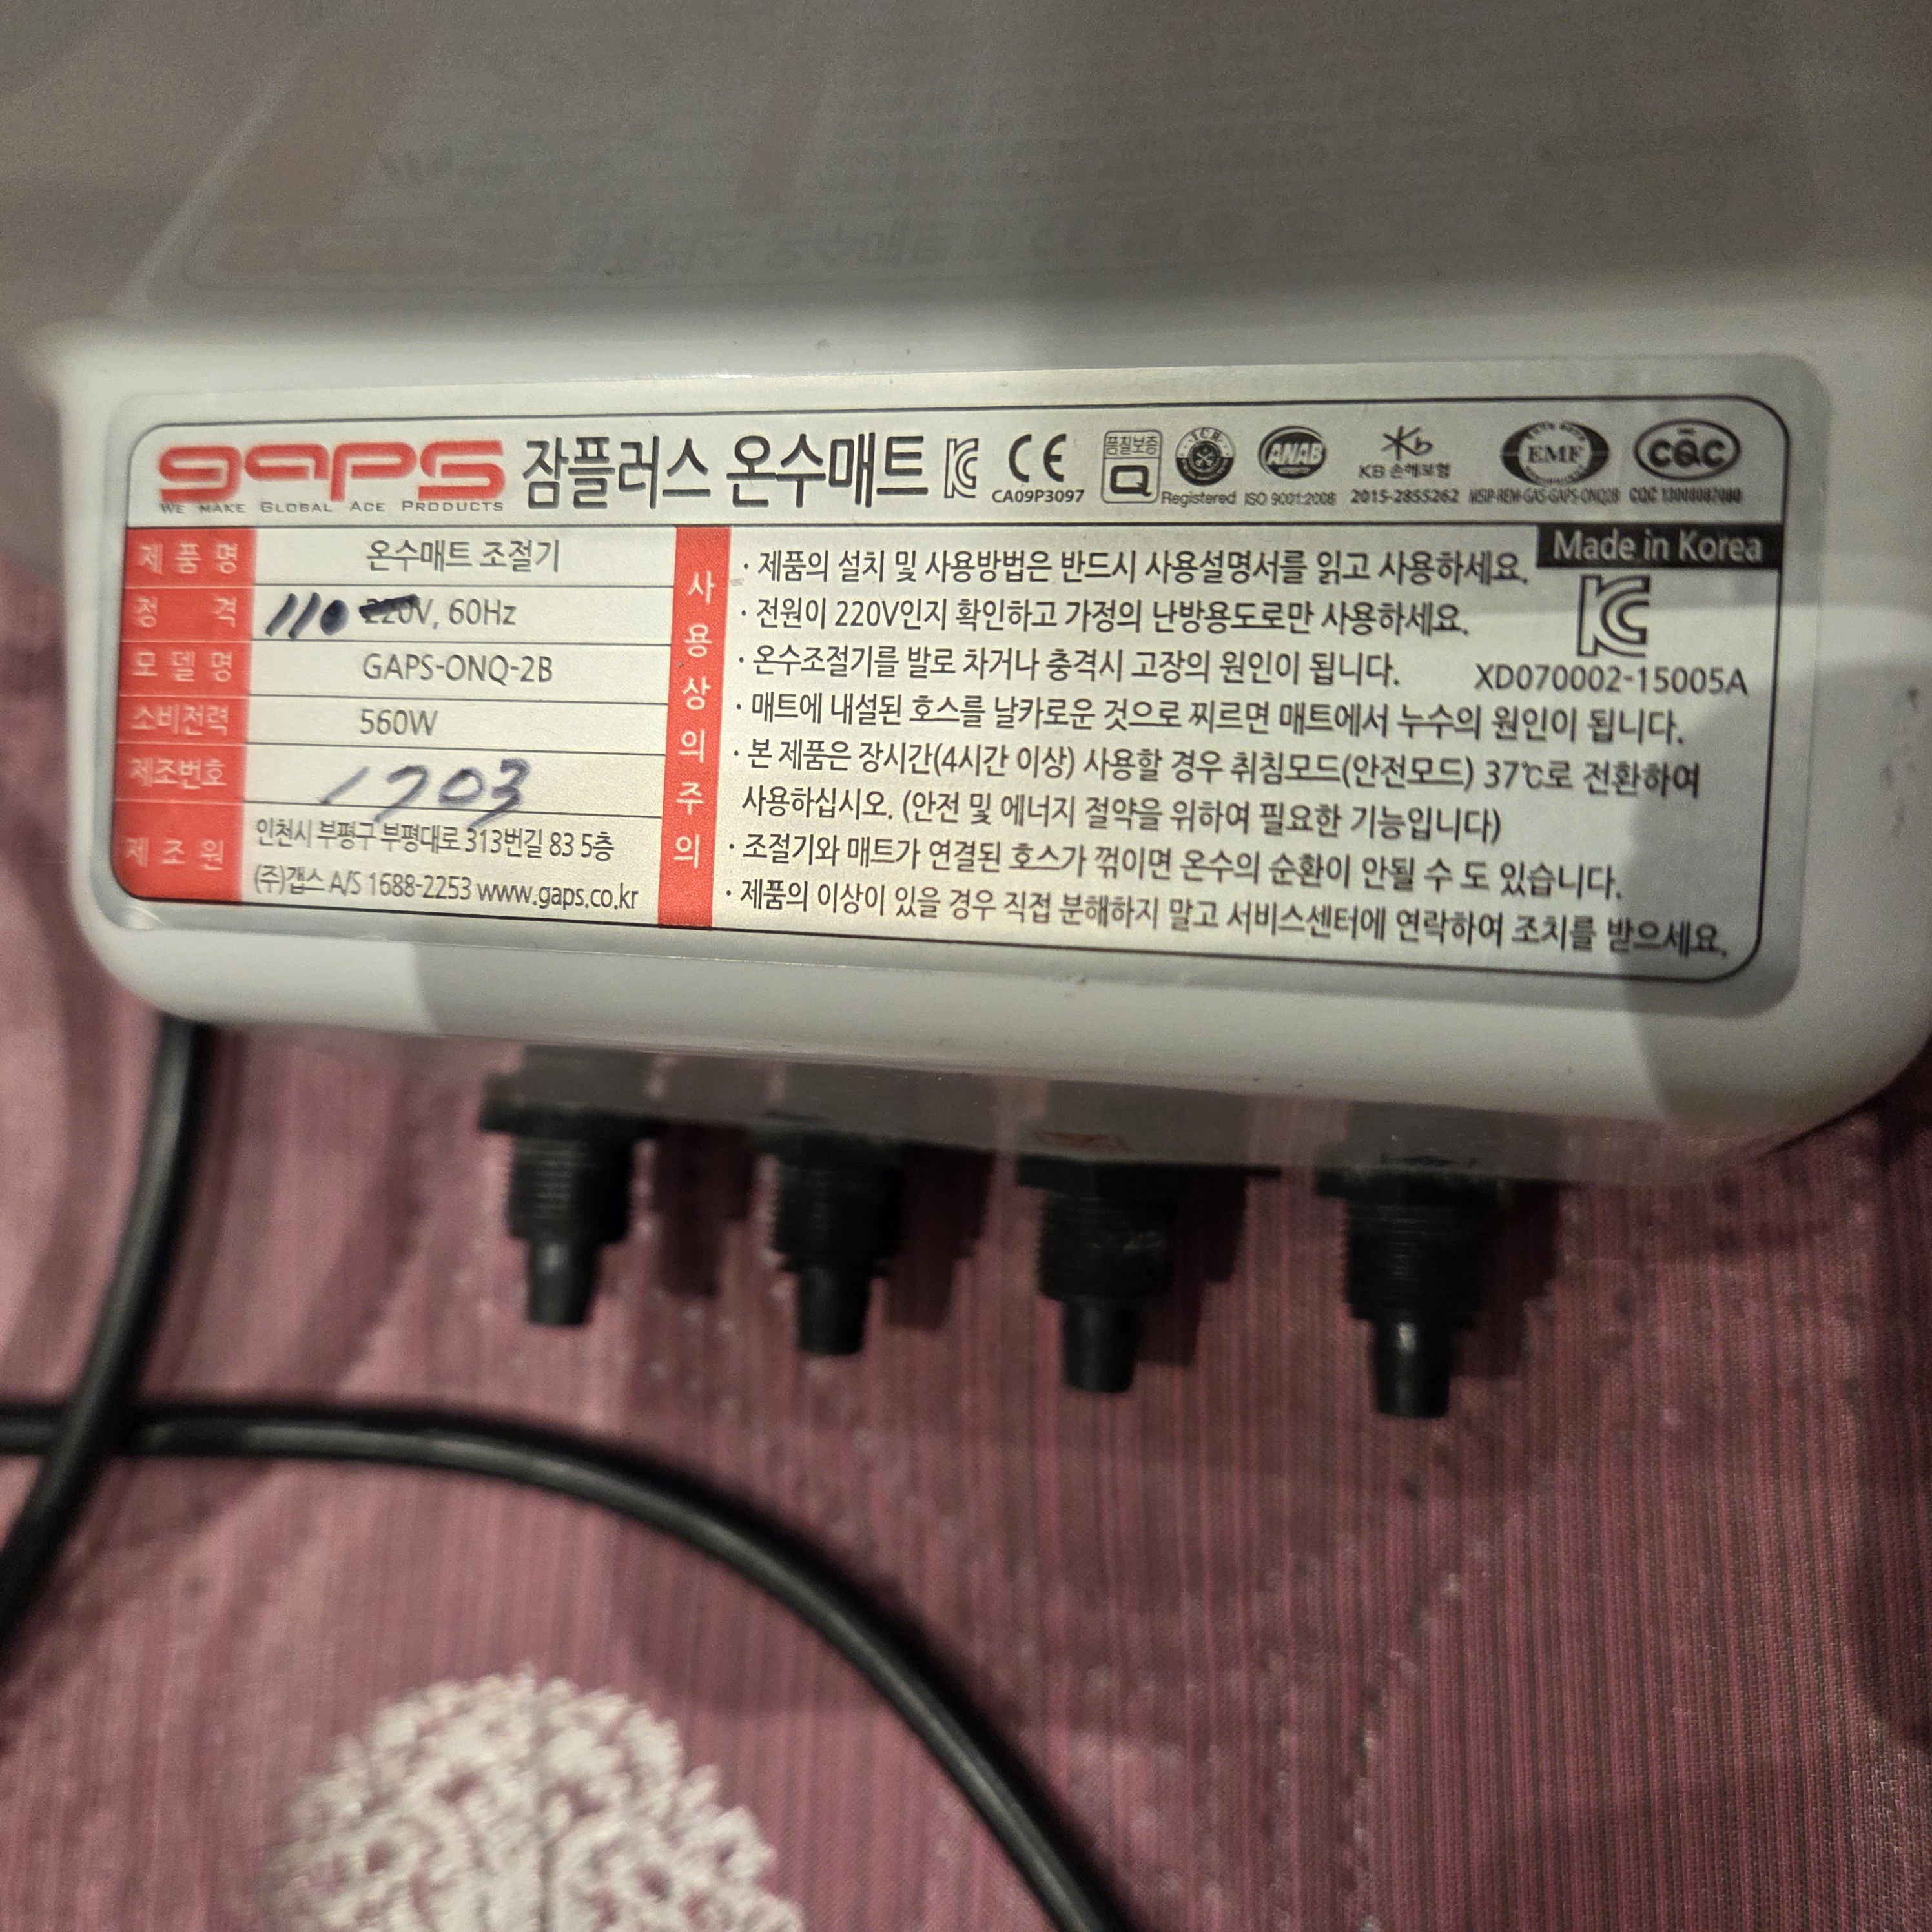 gaps 잠플러스 온수매트
WE MAKE GLOBAL ACE PRODUCTS
CE
CA09P3097
품질보증
Q
ICR
Registered
ANAB
ISO 9001:2008
KB 손해보험
2015-2855262
EMF
MSIP-REM-GAS-GAPS-ONQ2B
CQC
Made in Korea
KC
XD070002-15005A
제품명 온수매트 조절기
정격 110 220V, 60Hz
모델명 GAPS-ONQ-2B
소비전력 560W
제조번호 1703
제조원 인천시 부평구 부평대로 313번길 83 5층
(주)갭스 A/S 1688-2253 www.gaps.co.kr
사용상의주의
· 제품의 설치 및 사용방법은 반드시 사용설명서를 읽고 사용하세요.
· 전원이 220V인지 확인하고 가정의 난방용도로만 사용하세요.
· 온수조절기를 발로 차거나 충격시 고장의 원인이 됩니다.
· 매트에 내설된 호스를 날카로운 것으로 찌르면 매트에서 누수의 원인이 됩니다.
· 본 제품은 장시간(4시간 이상) 사용할 경우 취침모드(안전모드) 37℃로 전환하여
사용하십시오. (안전 및 에너지 절약을 위하여 필요한 기능입니다)
· 조절기와 매트가 연결된 호스가 꺾이면 온수의 순환이 안될 수 도 있습니다.
· 제품의 이상이 있을 경우 직접 분해하지 말고 서비스센터에 연락하여 조치를 받으세요.